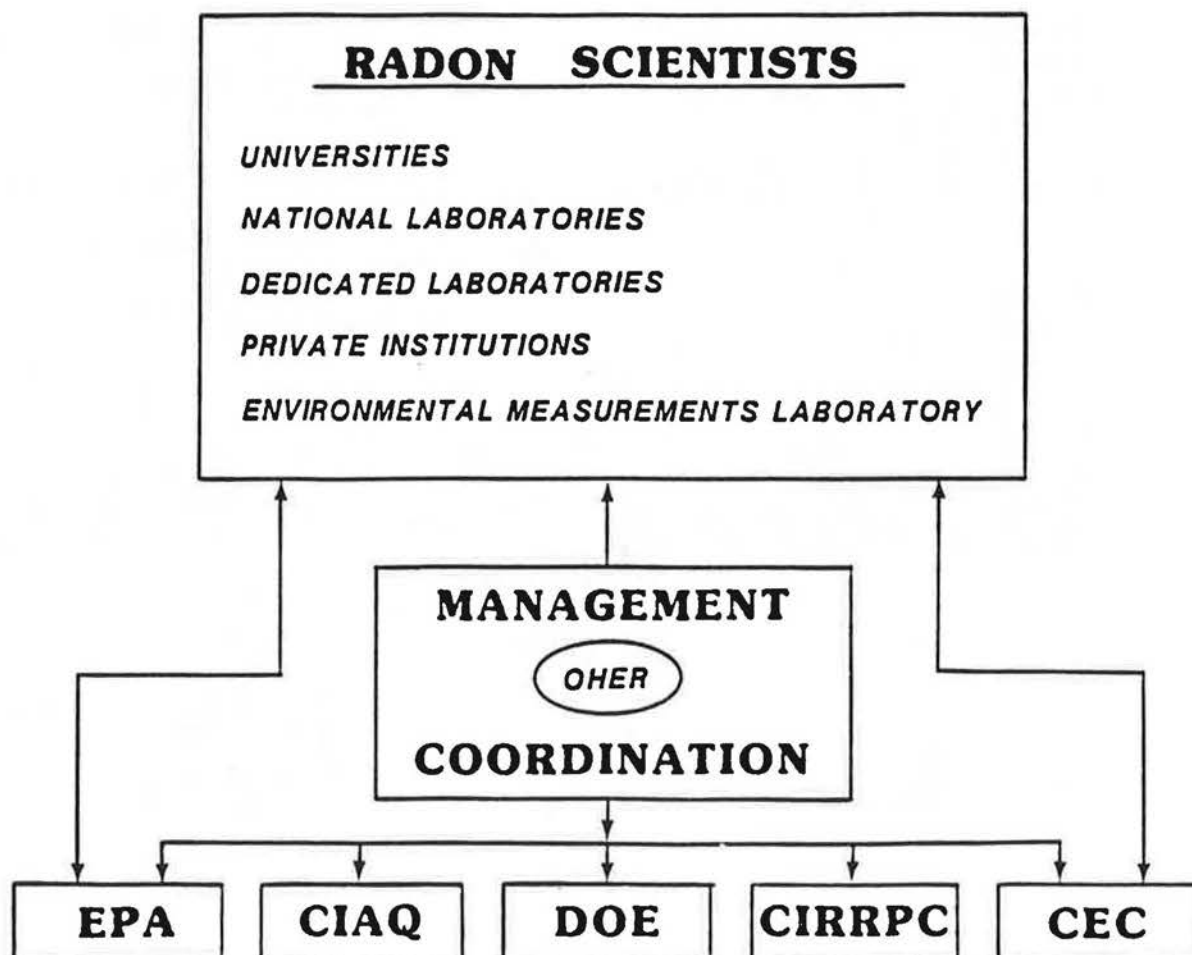 RADON SCIENTISTS
UNIVERSITIES
NATIONAL LABORATORIES
DEDICATED LABORATORIES
PRIVATE INSTITUTIONS
ENVIRONMENTAL MEASUREMENTS LABORATORY
MANAGEMENT
OHER
COORDINATION
EPA CIAQ DOE CIRRPC CEC